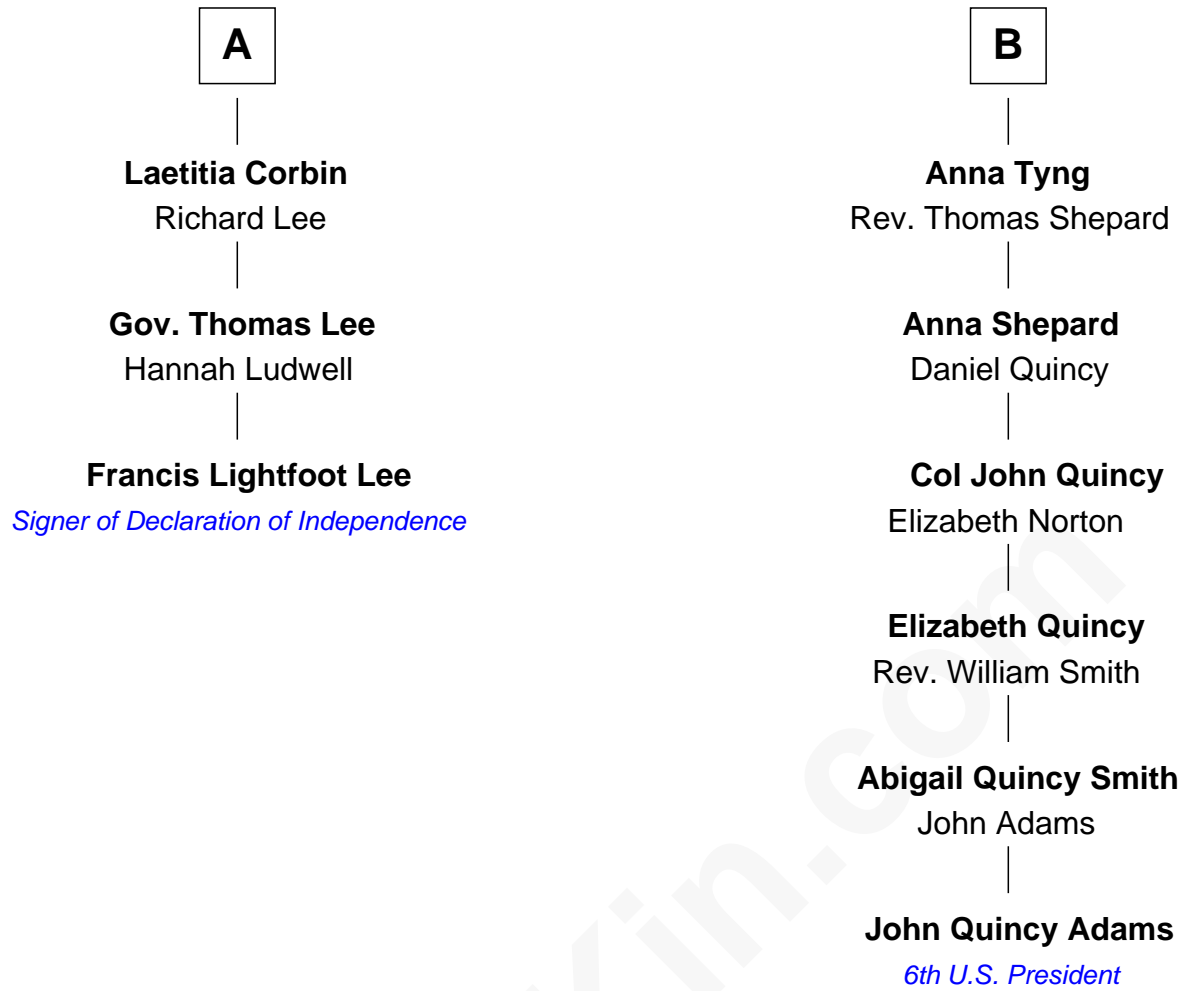 A
Laetitia Corbin
Richard Lee
Gov. Thomas Lee
Hannah Ludwell
Francis Lightfoot Lee
Signer of Declaration of Independence
B
Anna Tyng
Rev. Thomas Shepard
Anna Shepard
Daniel Quincy
Col John Quincy
Elizabeth Norton
Elizabeth Quincy
Rev. William Smith
Abigail Quincy Smith
John Adams
John Quincy Adams
6th U.S. President
Kin.com